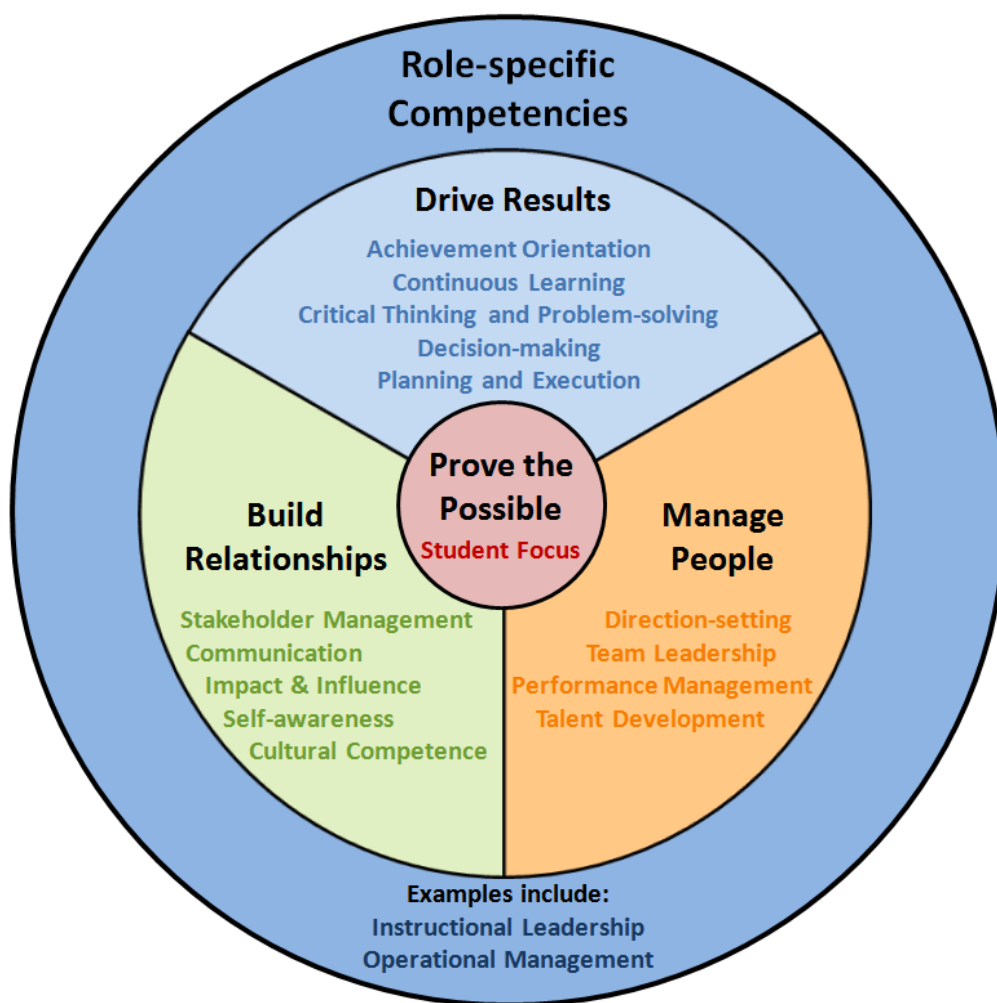 Role-specific
Competencies
Drive Results
Achievement Orientation
Continuous Learning
Critical Thinking and Problem-solving
Decision-making
Planning and Execution
Prove the
Possible
Student Focus
Build
Relationships
Stakeholder Management
Communication
Impact & Influence
Self-awareness
Cultural Competence
Manage
People
Direction-setting
Team Leadership
Performance Management
Talent Development
Examples include:
Instructional Leadership
Operational Management